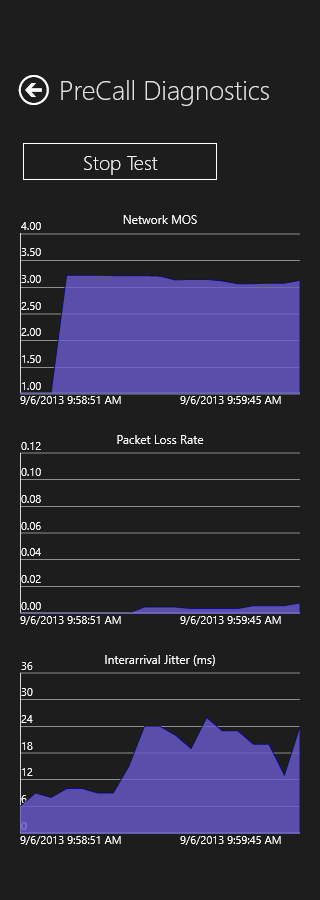 PreCall Diagnostics
Stop Test
Network MOS
4.00
3.50
3.00
2.50
2.00
1.50
1.00
9/6/2013 9:58:51 AM 9/6/2013 9:59:45 AM
Packet Loss Rate
0.12
0.10
0.08
0.06
0.04
0.02
0.00
9/6/2013 9:58:51 AM 9/6/2013 9:59:45 AM
Interarrival Jitter (ms)
36
30
24
18
12
6
0
9/6/2013 9:58:51 AM 9/6/2013 9:59:45 AM